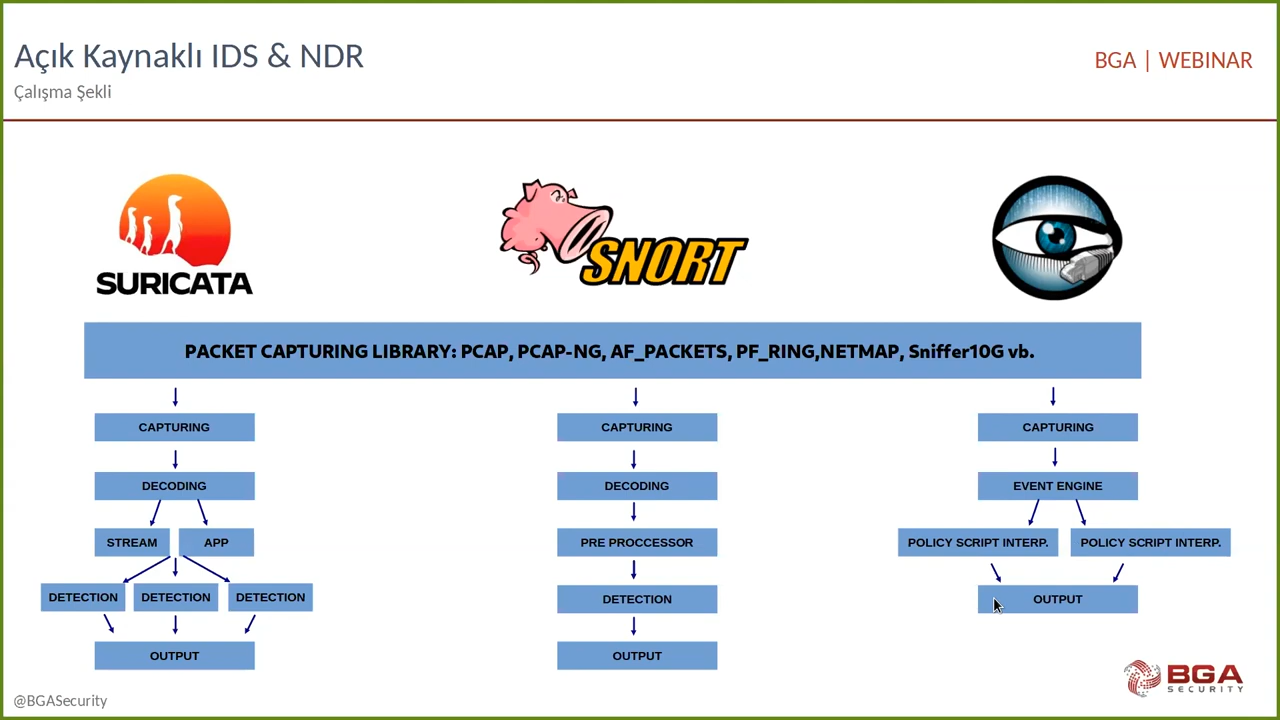 Açık Kaynaklı IDS & NDR
BGA | WEBINAR
Çalışma Şekli
SURICATA
SNORT
PACKET CAPTURING LIBRARY: PCAP, PCAP-NG, AF_PACKETS, PF_RING,NETMAP, Sniffer10G vb.
CAPTURING
CAPTURING
CAPTURING
DECODING
DECODING
EVENT ENGINE
STREAM
APP
PRE PROCCESSOR
POLICY SCRIPT INTERP.
POLICY SCRIPT INTERP.
DETECTION
DETECTION
DETECTION
DETECTION
OUTPUT
OUTPUT
OUTPUT
@BGASecurity
BGA
SECURITY